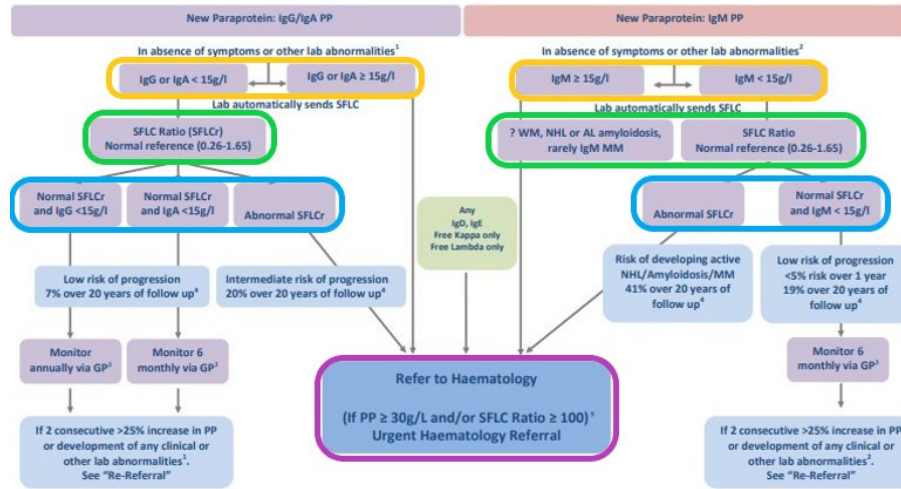 New Paraprotein: IgG/IgA PP
New Paraprotein: IgM PP
In absence of symptoms or other lab abnormalities¹
IgG or IgA < 15g/l
IgG or IgA ≥ 15g/l
Lab automatically sends SFLC
SFLC Ratio (SFLCr)
Normal reference (0.26-1.65)
Normal SFLCr
and IgG <15g/l
Normal SFLCr
and IgA <15g/l
Abnormal SFLCr
Low risk of progression
7% over 20 years of follow up⁴
Intermediate risk of progression
20% over 20 years of follow up⁴
Monitor
annually via GP³
Monitor 6
monthly via GP³
If 2 consecutive >25% increase in PP
or development of any clinical or
other lab abnormalities¹.
See “Re-Referral”
Any
IgD, IgE
Free Kappa only
Free Lambda only
Refer to Haematology
(If PP ≥ 30g/L and/or SFLC Ratio ≥ 100)⁵
Urgent Haematology Referral
In absence of symptoms or other lab abnormalities²
IgM ≥ 15g/l
IgM < 15g/l
Lab automatically sends SFLC
? WM, NHL or AL amyloidosis,
rarely IgM MM
SFLC Ratio
Normal reference (0.26-1.65)
Abnormal SFLCr
Normal SFLCr
and IgM < 15g/l
Risk of developing active
NHL/Amyloidosis/MM
41% over 20 years of
follow up⁴
Low risk of progression
<5% risk over 1 year
19% over 20 years of
follow up⁴
Monitor 6
monthly via GP³
If 2 consecutive >25% increase in PP
or development of any clinical or
other lab abnormalities².
See “Re-Referral”